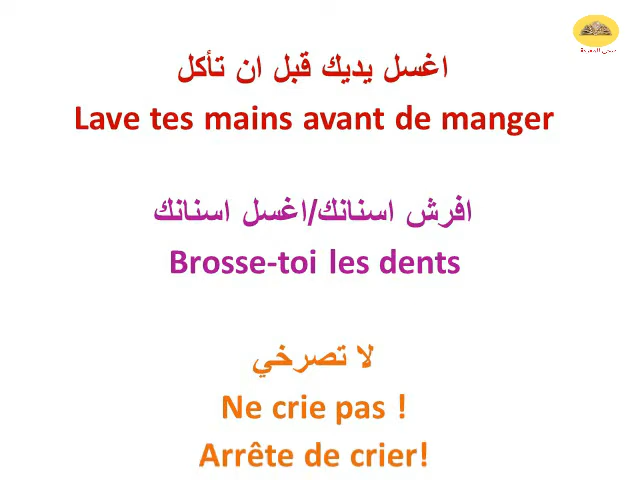 اغسل يديك قبل ان تأكل
Lave tes mains avant de manger
افرش اسنانك/اغسل اسنانك
Brosse-toi les dents
لا تصرخي
Ne crie pas !
Arrête de crier!